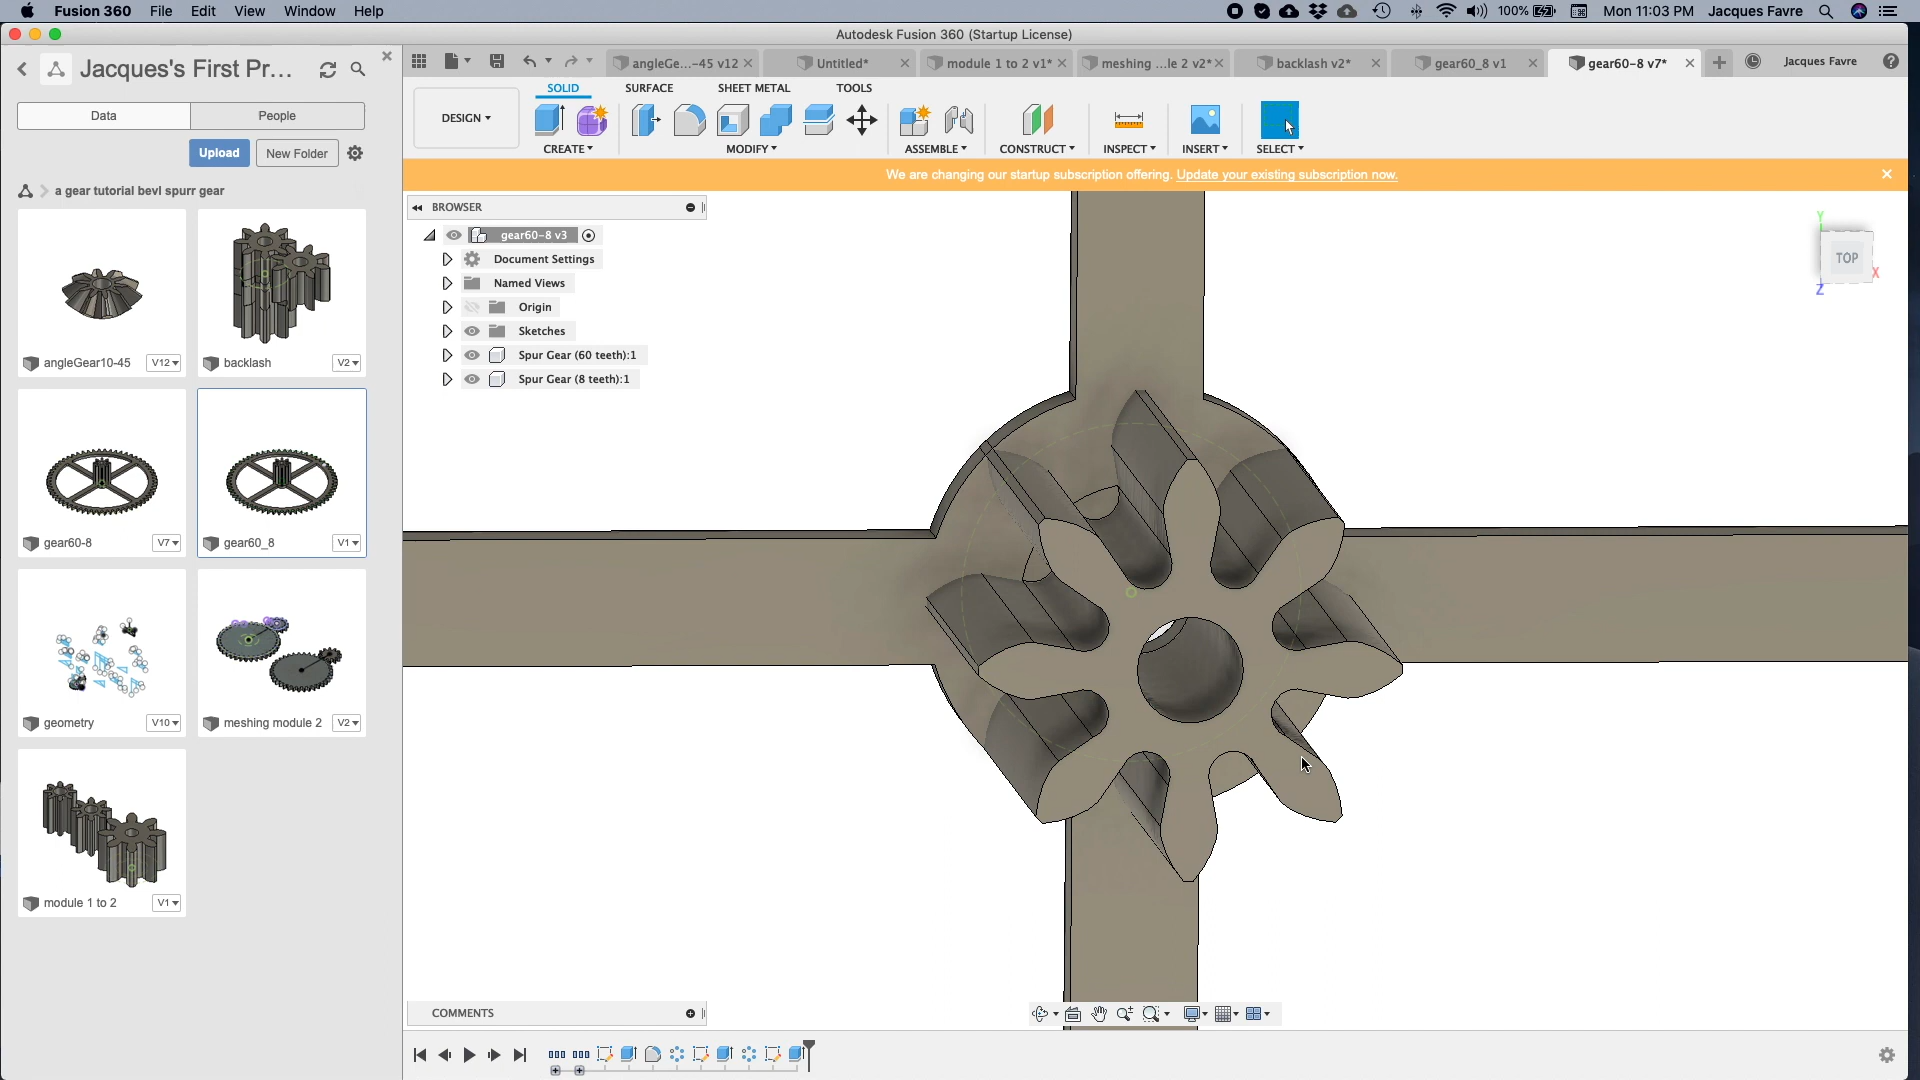 Fusion 360 File Edit View Window Help
100% Mon 11:03 PM Jacques Favre
Autodesk Fusion 360 (Startup License)
Jacques's First Pr...
angleGe...-45 v12 Untitled* module 1 to 2 v1* meshing ...le 2 v2* backlash v2* gear60_8 v1 gear60-8 v7* Jacques Favre
SOLID SURFACE SHEET METAL TOOLS
Data People
DESIGN
Upload New Folder
CREATE MODIFY ASSEMBLE CONSTRUCT INSPECT INSERT SELECT
We are changing our startup subscription offering. Update your existing subscription now.
a gear tutorial bevl spurr gear
angleGear10-45 V12
backlash V2
gear60-8 V7
gear60_8 V1
geometry V10
meshing module 2 V2
module 1 to 2 V1
BROWSER
gear60-8 v3
Document Settings
Named Views
Origin
Sketches
Spur Gear (60 teeth):1
Spur Gear (8 teeth):1
Y
TOP
X
Z
COMMENTS